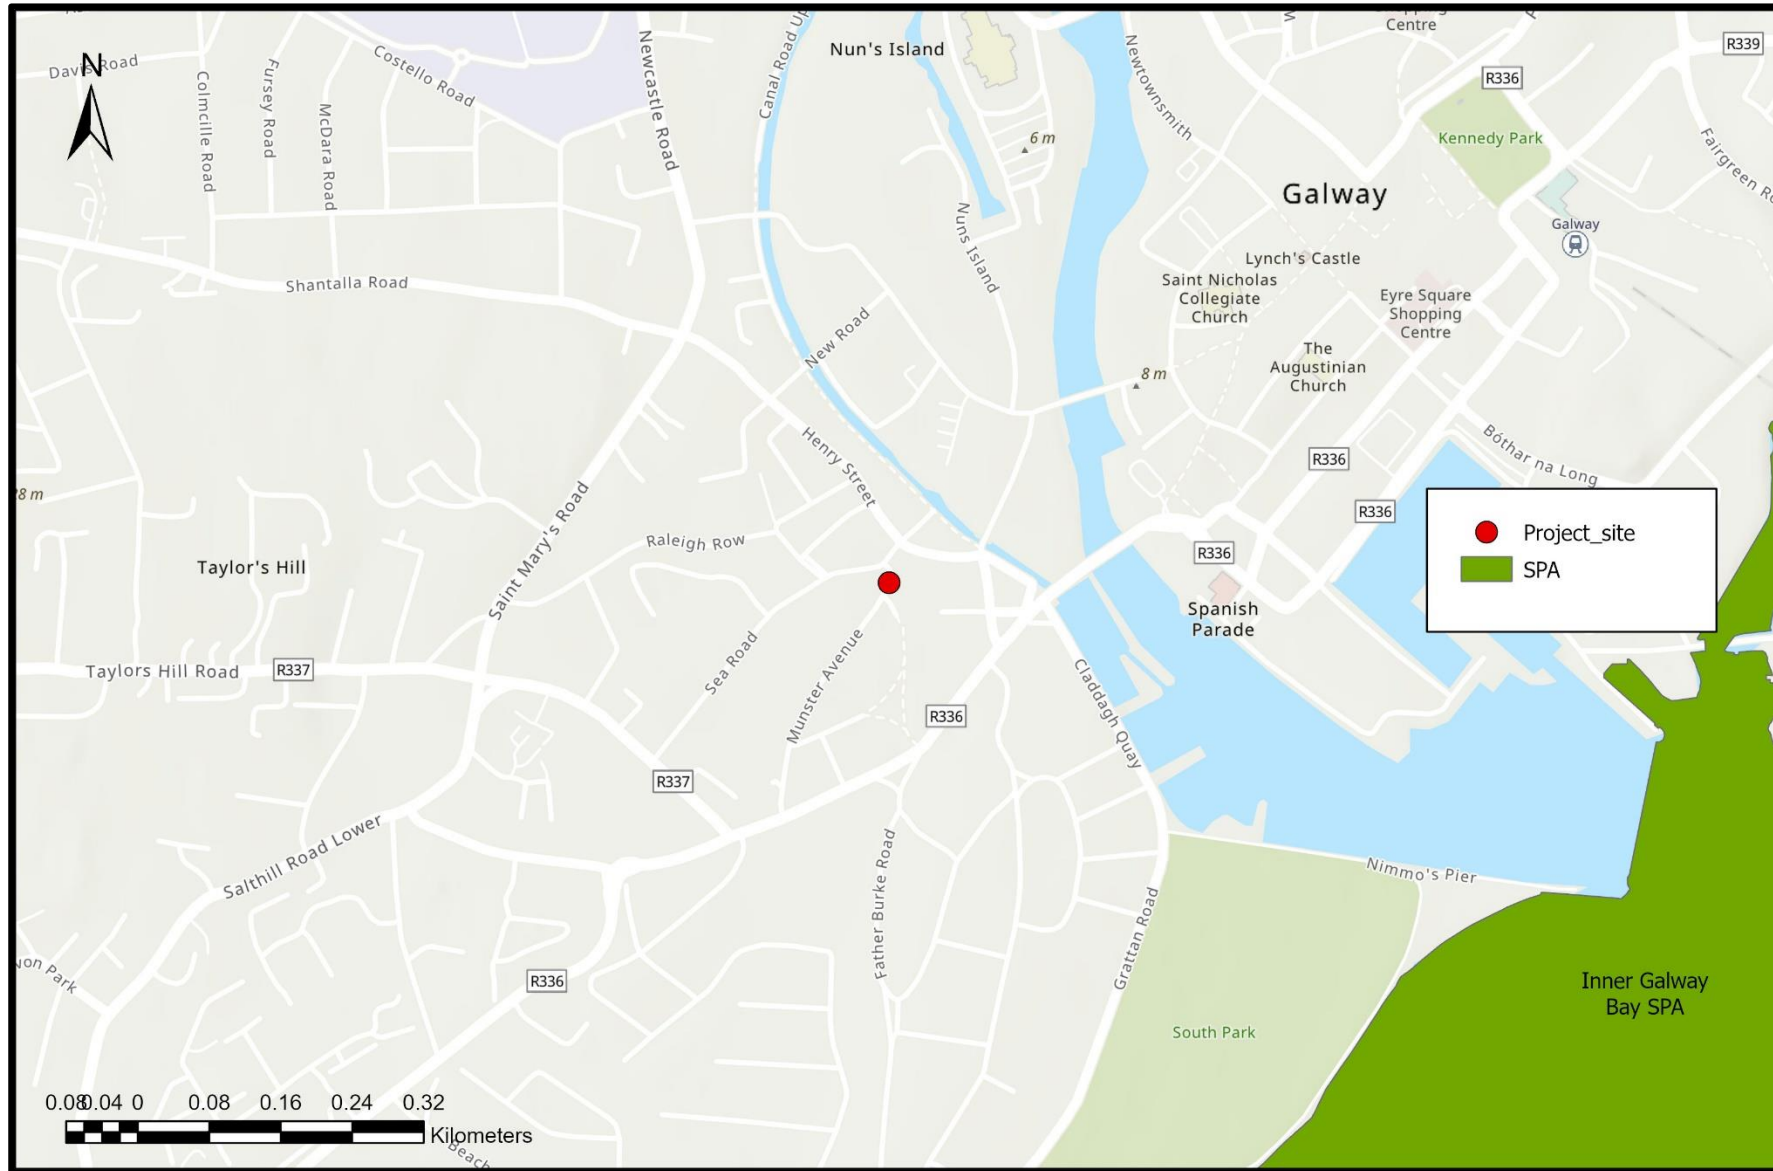 Shopping
Centre
R339
Nun's Island
Davis Road
Costello Road
Newcastle Road
Canal Road Up
Newtownsmith
R336
Kennedy Park
Fairgreen Ro
N
Colmcille Road
Fursey Road
McDara Road
6 m
Galway
Galway
Nuns Island
Lynch's Castle
Saint Nicholas
Collegiate
Church
Eyre Square
Shopping
Centre
Shantalla Road
New Road
The
Augustinian
Church
8 m
Henry Street
R336
Bóthar na Long
R336
R336
28 m
Saint Mary's Road
Raleigh Row
Taylor's Hill
Project_site
SPA
Spanish
Parade
Taylors Hill Road
R337
Sea Road
Munster Avenue
R336
Claddagh Quay
R337
Salthill Road Lower
Father Burke Road
Nimmo's Pier
Grattan Road
von Park
R336
South Park
Inner Galway
Bay SPA
0.08 0.04 0 0.08 0.16 0.24 0.32
Kilometers
Beach